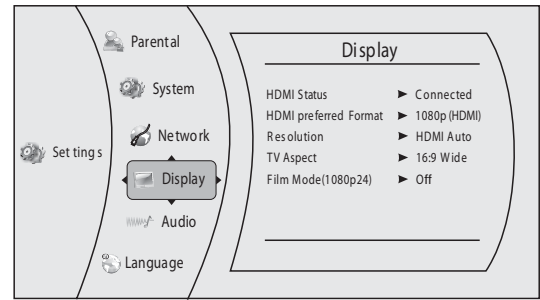 Settings
Parental
System
Network
Display
Audio
Language
Display
HDMI Status ► Connected
HDMI preferred Format ► 1080p (HDMI)
Resolution ► HDMI Auto
TV Aspect ► 16:9 Wide
Film Mode(1080p24) ► Off